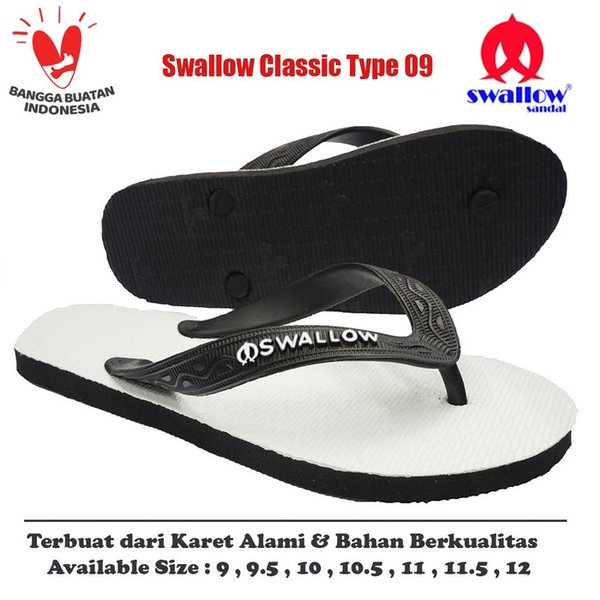 BANGGA BUATAN
INDONESIA
Swallow Classic Type 09
swallow®
sandal
SWALLOW
Terbuat dari Karet Alami & Bahan Berkualitas
Available Size : 9 , 9.5 , 10 , 10.5 , 11 , 11.5 , 12